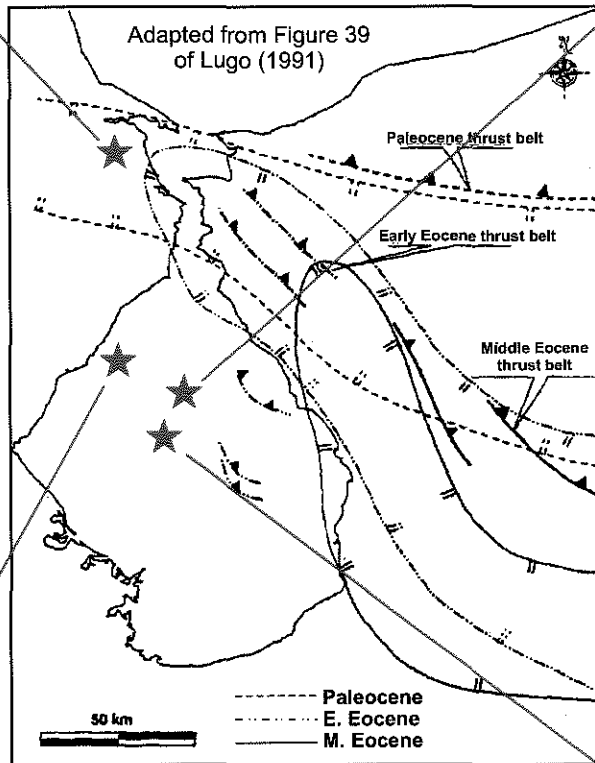 Adapted from Figure 39
of Lugo (1991)
N
Paleocene thrust belt
Early Eocene thrust belt
Middle Eocene
thrust belt
Paleocene
E. Eocene
M. Eocene
50 km